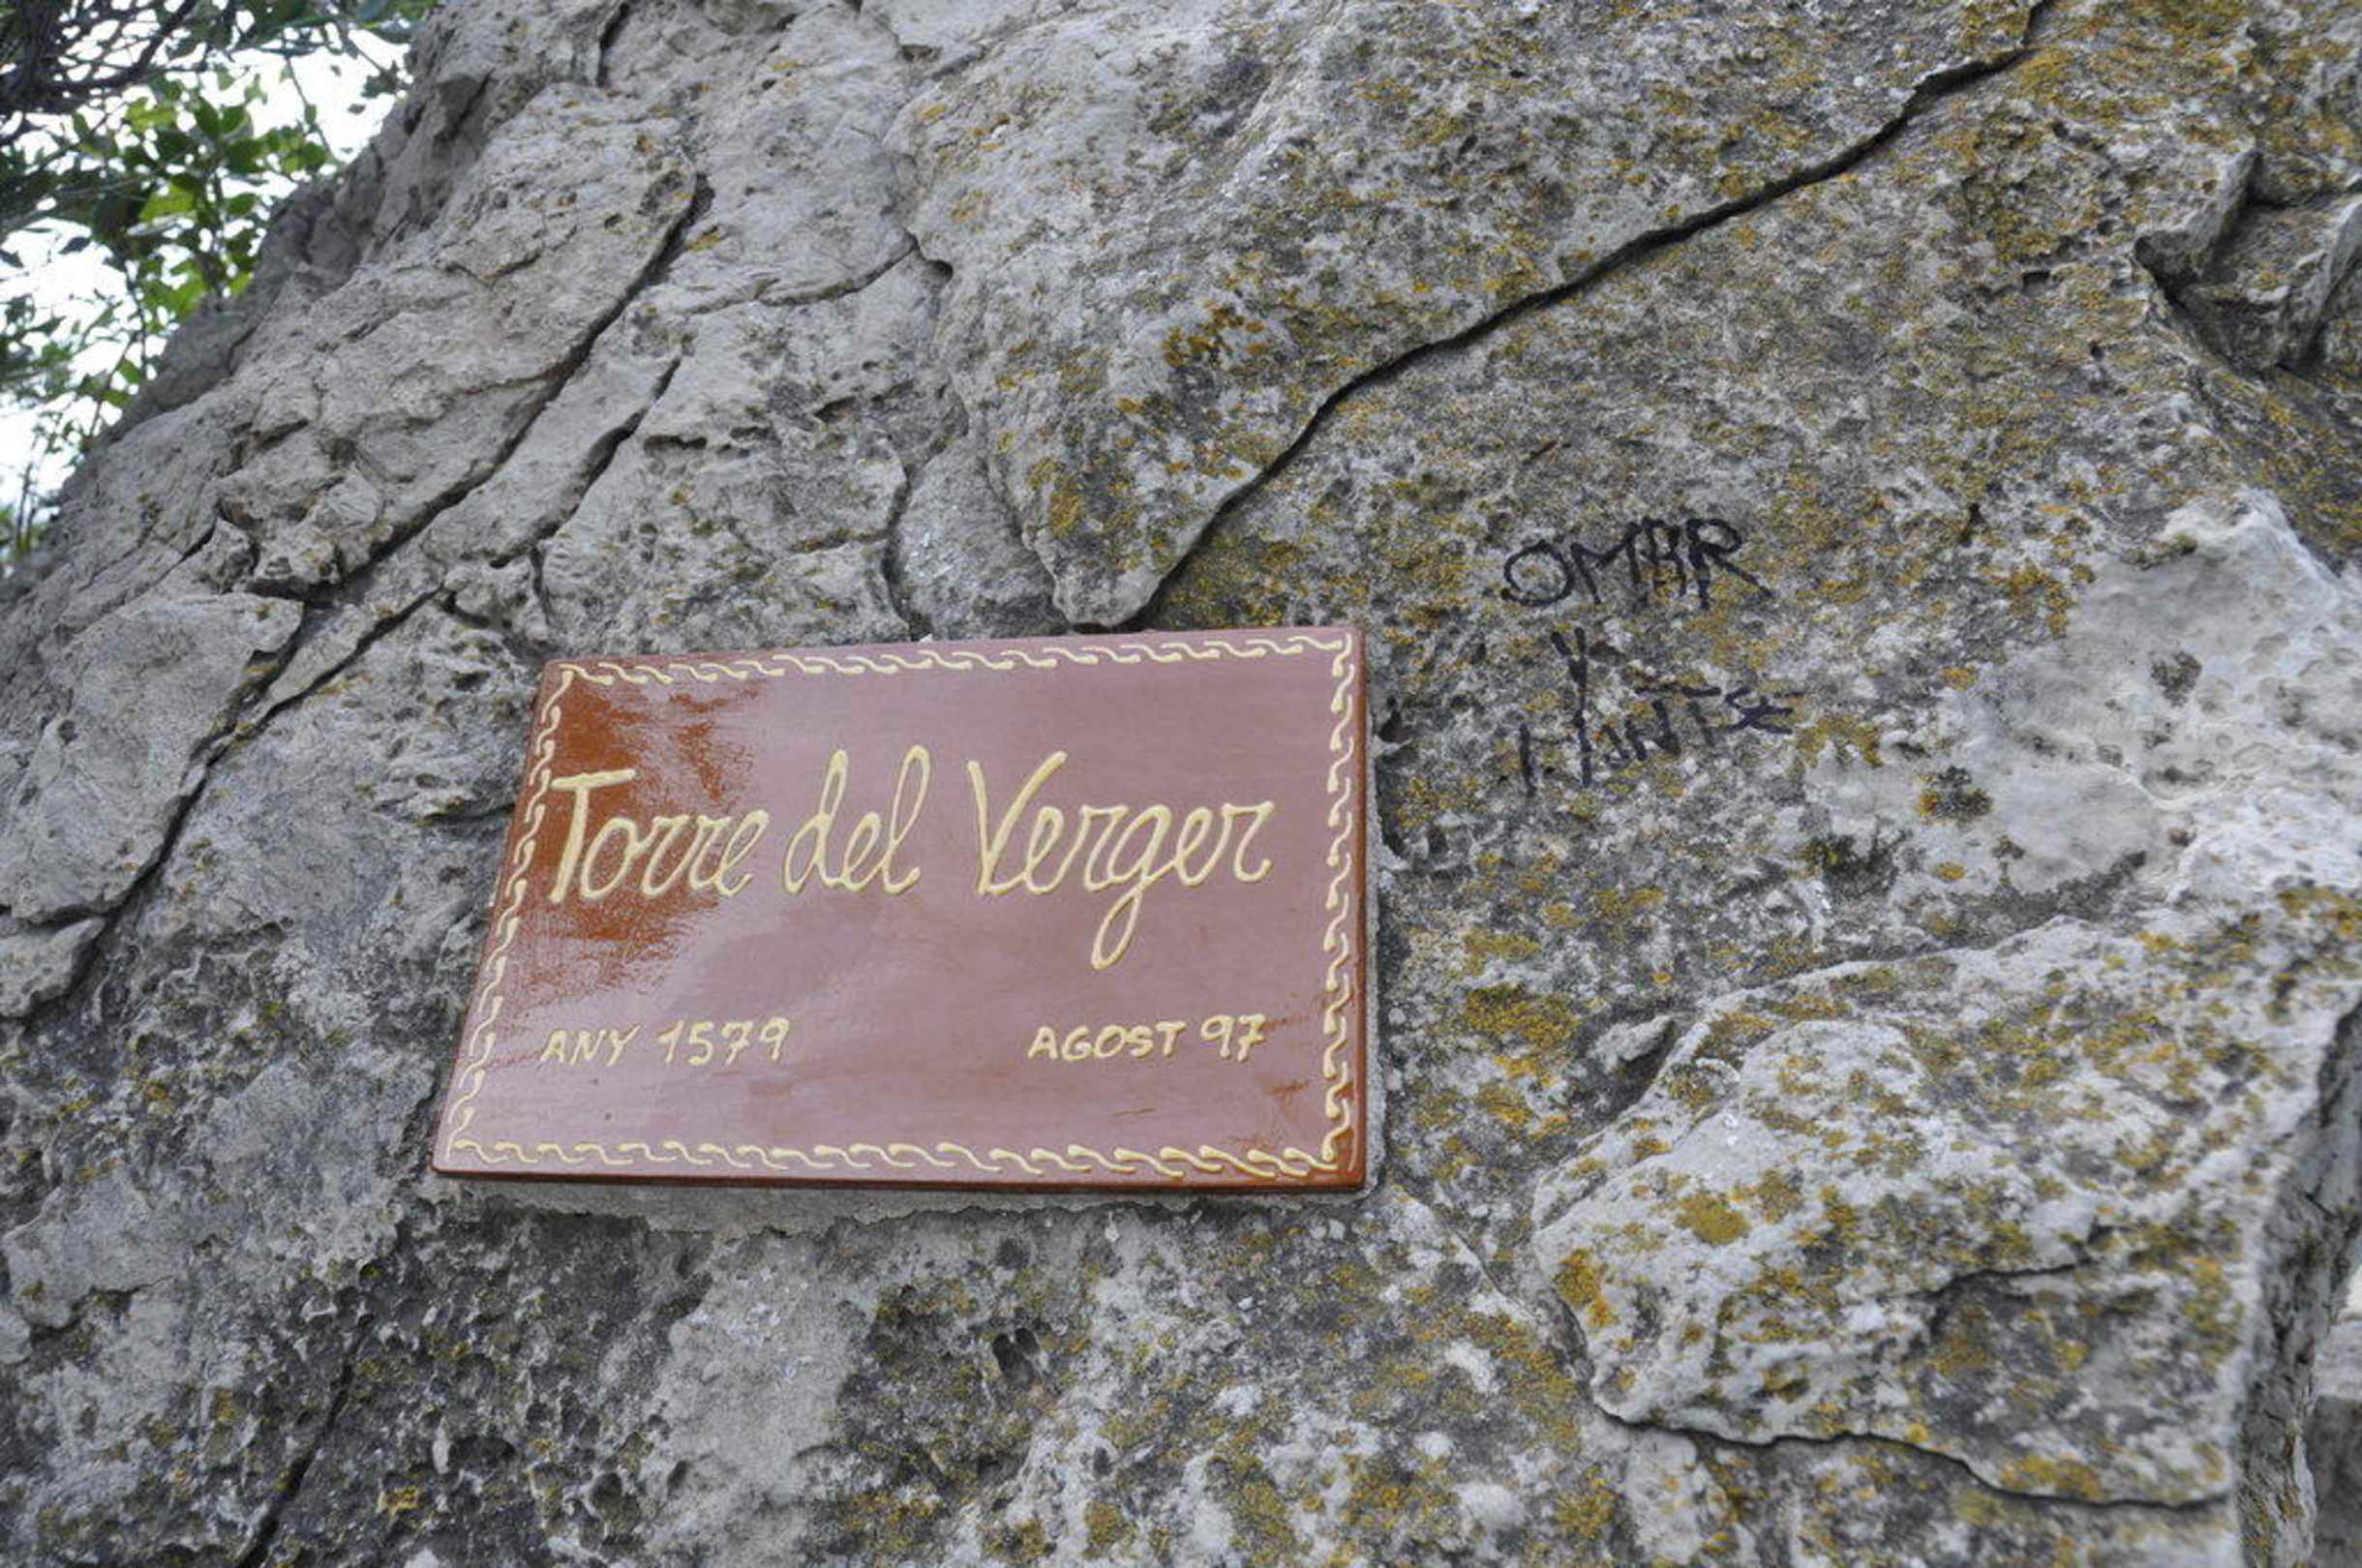 Torre del Verger
ANY 1579
AGOST 97
OMAR
Y